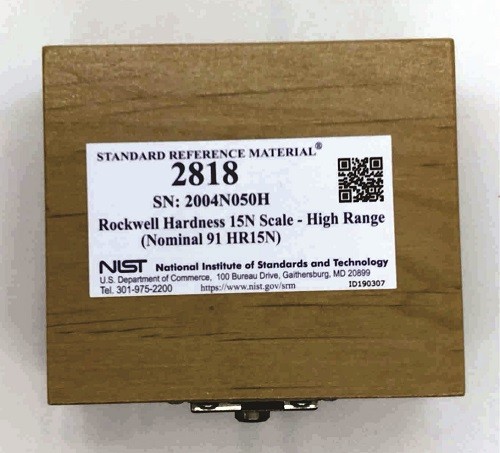 STANDARD REFERENCE MATERIAL®
2818
SN: 2004N050H
Rockwell Hardness 15N Scale - High Range
(Nominal 91 HR15N)
NIST National Institute of Standards and Technology
U.S. Department of Commerce, 100 Bureau Drive, Gaithersburg, MD 20899
Tel. 301-975-2200 https://www.nist.gov/srm ID190307